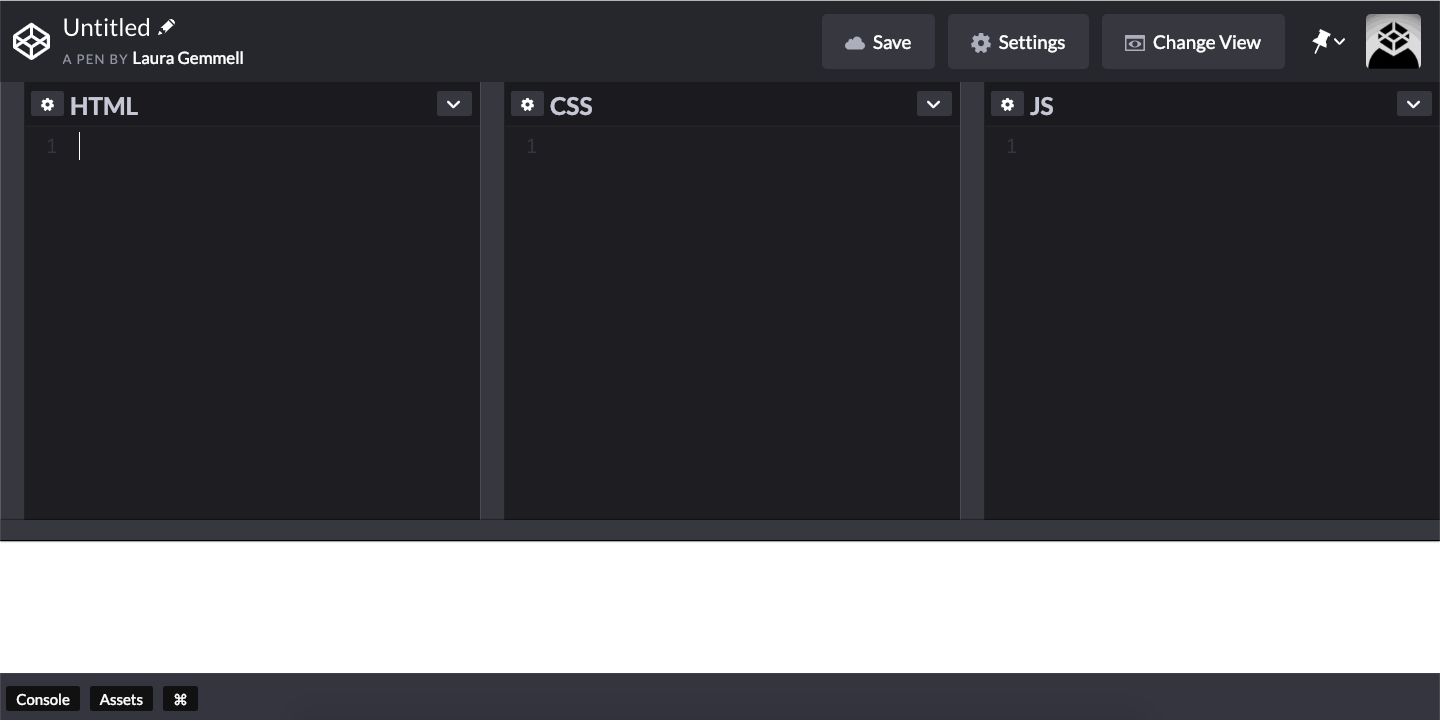 Untitled
A PEN BY Laura Gemmell
Save
Settings
Change View
HTML
CSS
JS
1
1
1
Console
Assets
⌘